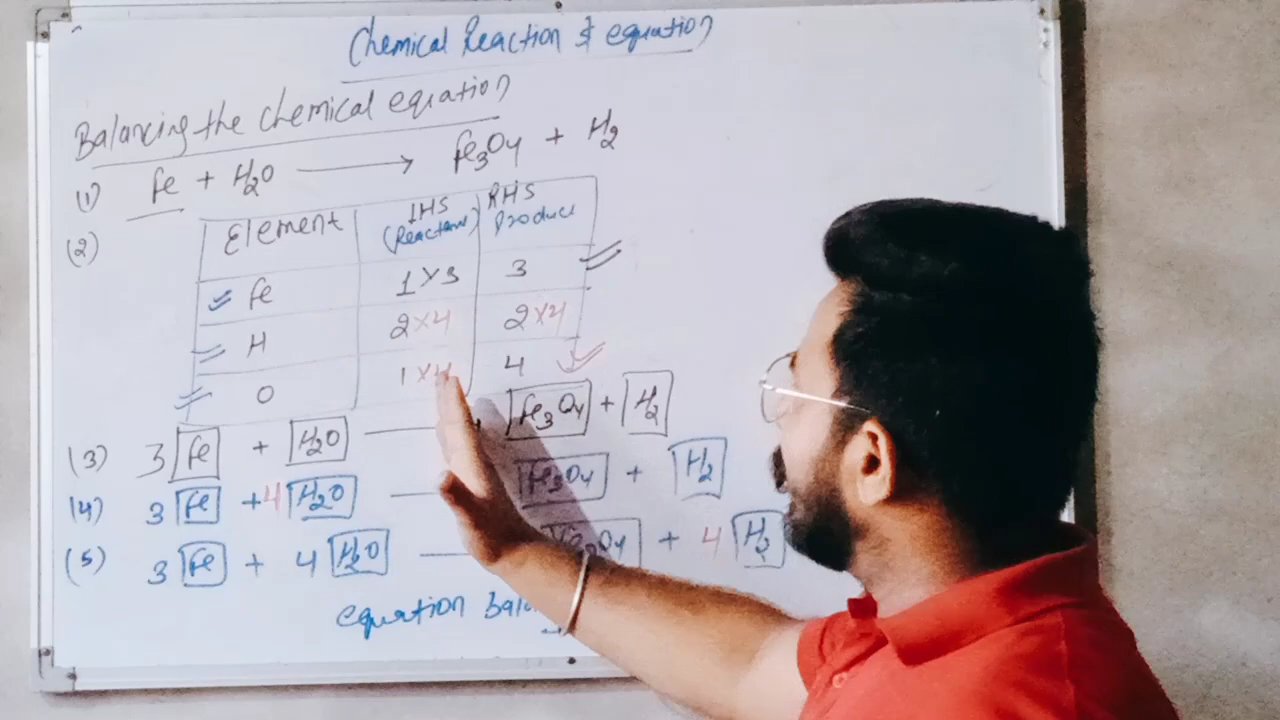 Chemical Reaction & equation
Balancing the chemical equation
(1) Fe + H2O ⟶ Fe3O4 + H2
(2) Element LHS (Reactant) RHS Product
Fe 1×3 3
H 2×4 2×4
O 1×4 4
(3) 3 Fe + H2O Fe3O4 + H2
(4) 3 Fe + 4 H2O Fe3O4 + H2
(5) 3 Fe + 4 H2O Fe3O4 + 4 H2
equation